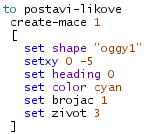 to postavi-likove
create-mace 1
[
set shape "oggy1"
setxy 0 -5
set heading 0
set color cyan
set brojac 1
set zivot 3
]